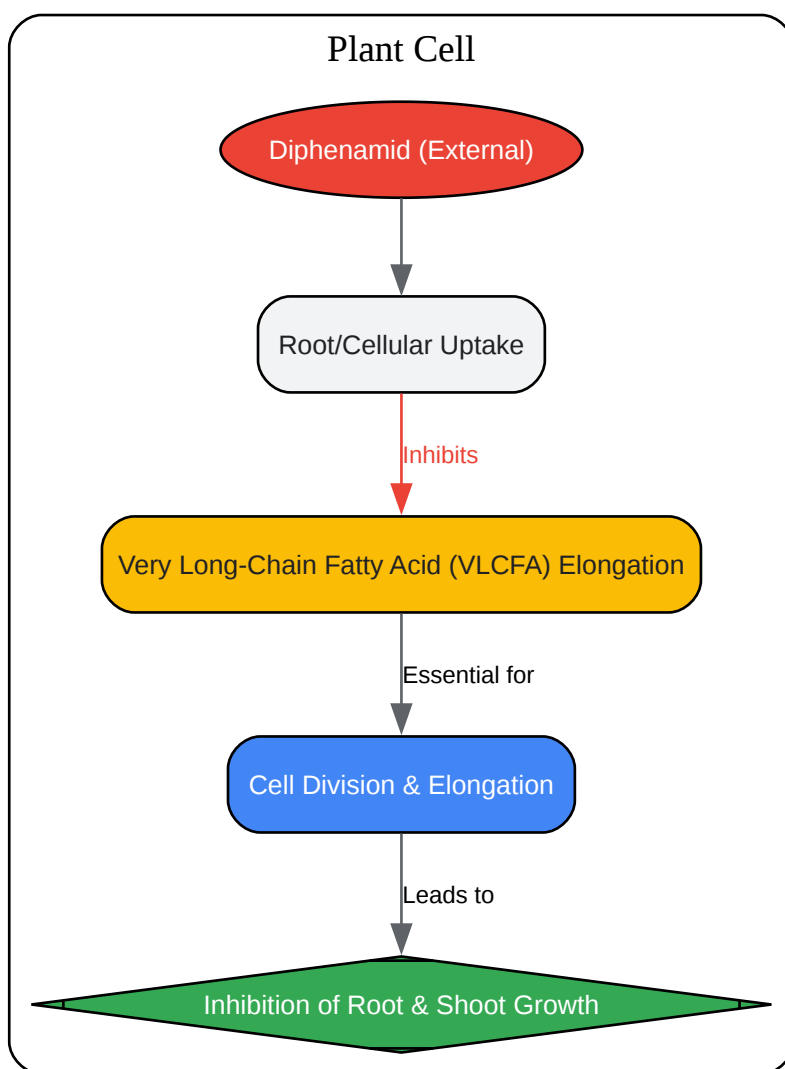 Plant Cell
Diphenamid (External)
Root/Cellular Uptake
Inhibits
Very Long-Chain Fatty Acid (VLCFA) Elongation
Essential for
Cell Division & Elongation
Leads to
Inhibition of Root & Shoot Growth